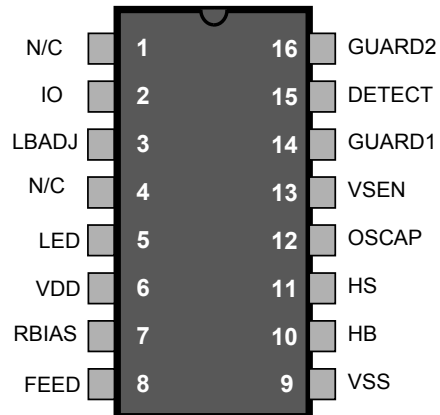 N/C 1 16 GUARD2
IO 2 15 DETECT
LBADJ 3 14 GUARD1
N/C 4 13 VSEN
LED 5 12 OSCAP
VDD 6 11 HS
RBIAS 7 10 HB
FEED 8 9 VSS